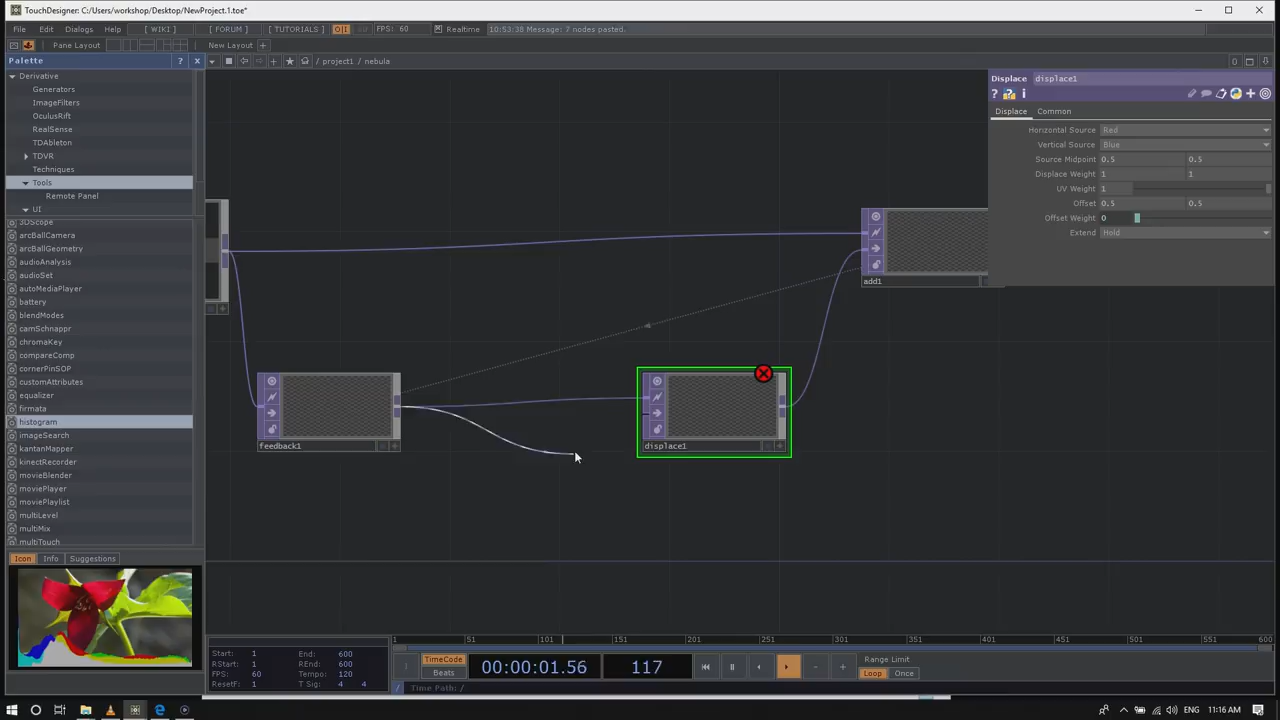 TouchDesigner: C:/Users/workshop/Desktop/NewProject.1.toe*
File Edit Dialogs Help [ WIKI ] [ FORUM ] [ TUTORIALS ] O|I FPS: 60 Realtime 10:53:38 Message: 7 nodes pasted.
Pane Layout New Layout +
Palette ? x
/ project1 / nebula
0
Derivative
Generators
ImageFilters
OculusRift
RealSense
TDAbleton
TDVR
Techniques
Tools
Remote Panel
UI
3DScope
arcBallCamera
arcBallGeometry
audioAnalysis
audioSet
autoMediaPlayer
battery
blendModes
camSchnappr
chromaKey
compareComp
cornerPinSOP
customAttributes
equalizer
firmata
histogram
imageSearch
kantanMapper
kinectRecorder
movieBlender
moviePlayer
moviePlaylist
multiLevel
multiMix
multiTouch
Icon Info Suggestions
Displace displace1
? i
Displace Common
Horizontal Source Red
Vertical Source Blue
Source Midpoint 0.5 0.5
Displace Weight 1 1
UV Weight 1
Offset 0.5 0.5
Offset Weight 0
Extend Hold
add1
feedback1
displace1
1 51 101 151 201 251 301 351 401 451 501 551 600
Start: 1 End: 600
RStart: 1 REnd: 600
FPS: 60 Tempo: 120
ResetF: 1 T Sig: 4 4
TimeCode
Beats
00:00:01.56
117
Range Limit
Loop Once
/ Time Path: /
11:16 AM